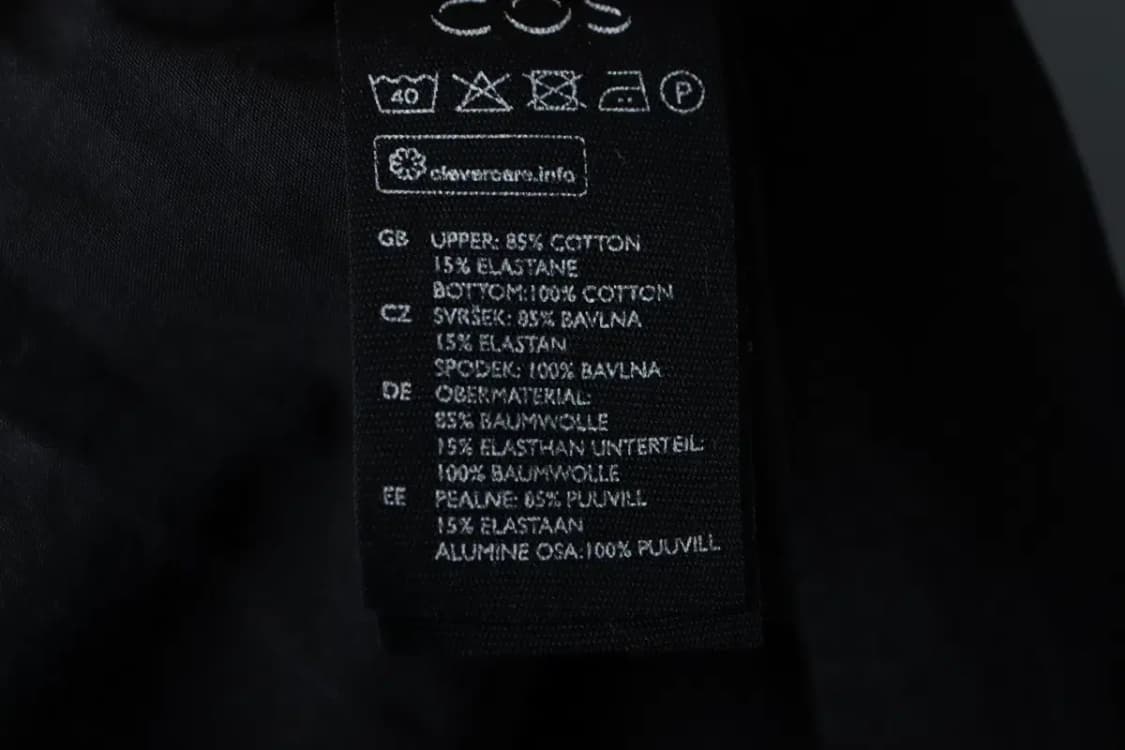 COS
40
P
clevercare.info
GB UPPER: 85% COTTON
15% ELASTANE
BOTTOM:100% COTTON
CZ SVRŠEK: 85% BAVLNA
15% ELASTAN
SPODEK: 100% BAVLNA
DE OBERMATERIAL:
85% BAUMWOLLE
15% ELASTHAN UNTERTEIL:
100% BAUMWOLLE
EE PEALNE: 85% PUUVILL
15% ELASTAAN
ALUMINE OSA:100% PUUVILL